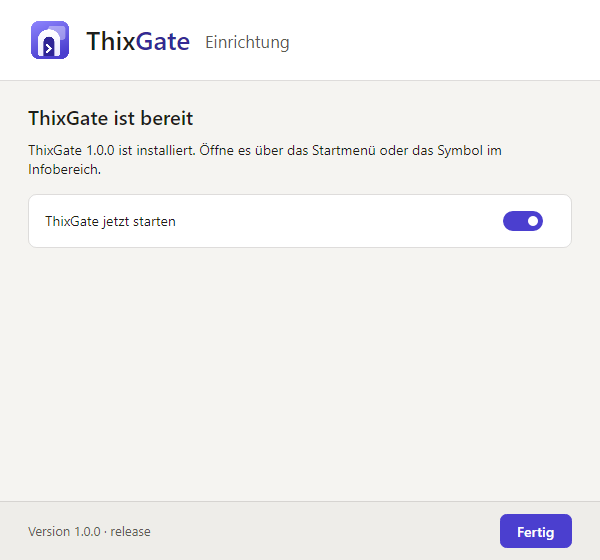 ThixGate Einrichtung
ThixGate ist bereit
ThixGate 1.0.0 ist installiert. Öffne es über das Startmenü oder das Symbol im
Infobereich.
ThixGate jetzt starten
Version 1.0.0 · release
Fertig